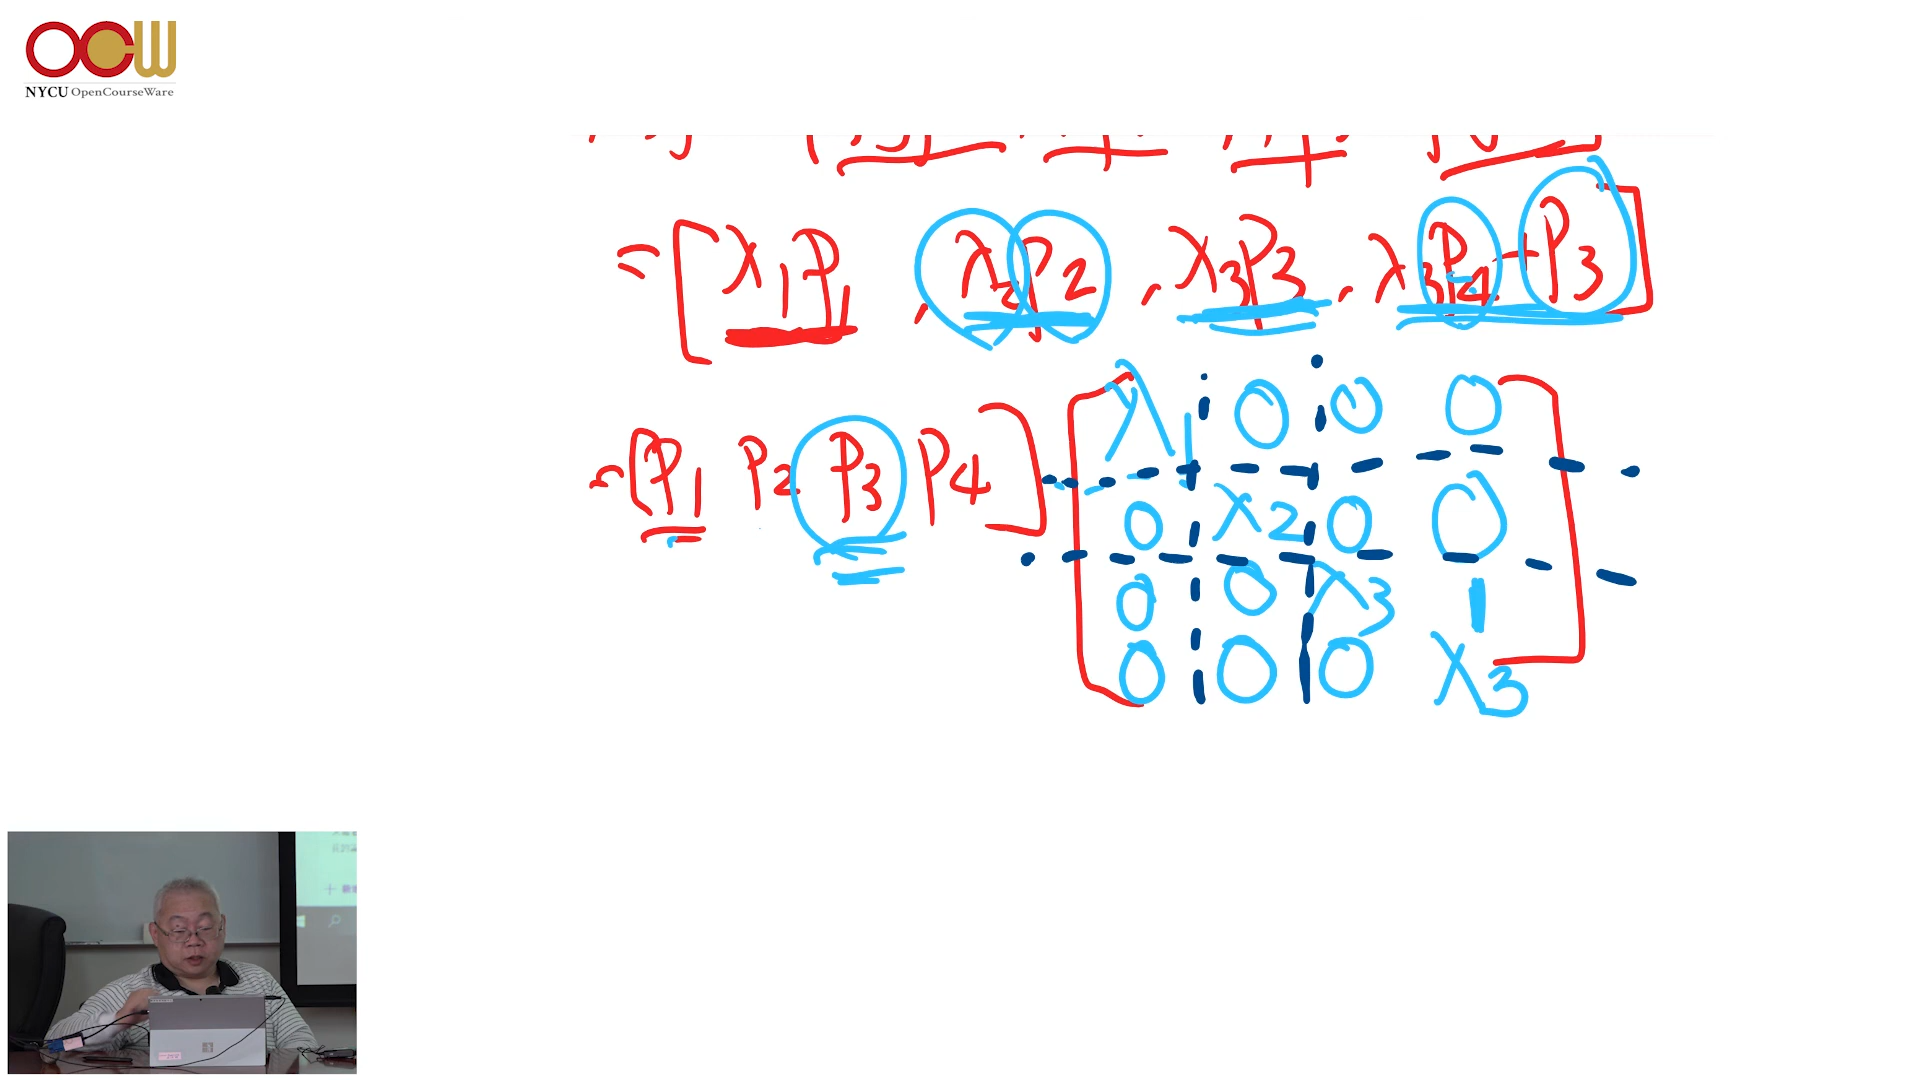 OCW
NYCU OpenCourseWare
= [ λ1P1 , λ2P2 , λ3P3 , λ3P4 + P3 ]
= [ P1 P2 P3 P4 ] [ λ1 0 0 0
0 λ2 0 0
0 0 λ3 1
0 0 0 λ3 ]